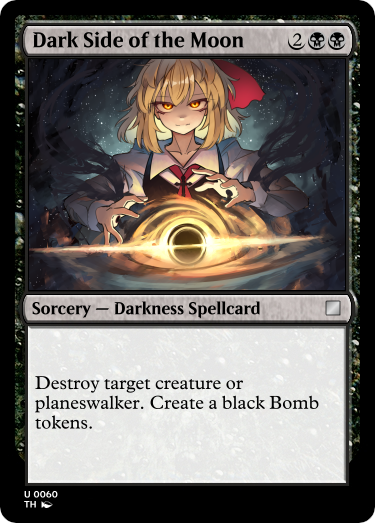 Dark Side of the Moon 2
Sorcery — Darkness Spellcard
Destroy target creature or
planeswalker. Create a black Bomb
tokens.
U 0060
TH